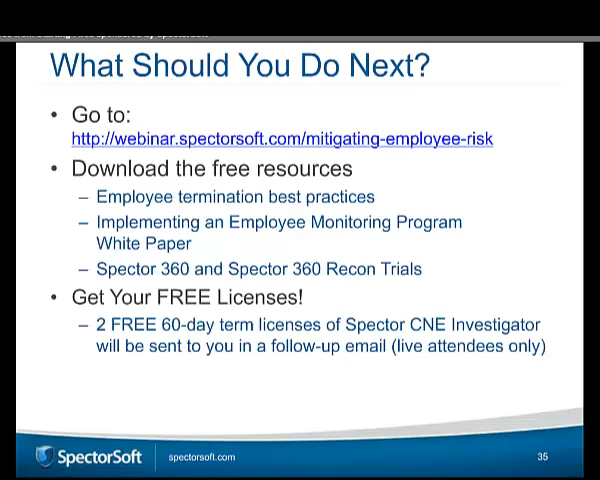 What Should You Do Next?
• Go to:
http://webinar.spectorsoft.com/mitigating-employee-risk
• Download the free resources
– Employee termination best practices
– Implementing an Employee Monitoring Program
White Paper
– Spector 360 and Spector 360 Recon Trials
• Get Your FREE Licenses!
– 2 FREE 60-day term licenses of Spector CNE Investigator
will be sent to you in a follow-up email (live attendees only)
SpectorSoft
spectorsoft.com
35